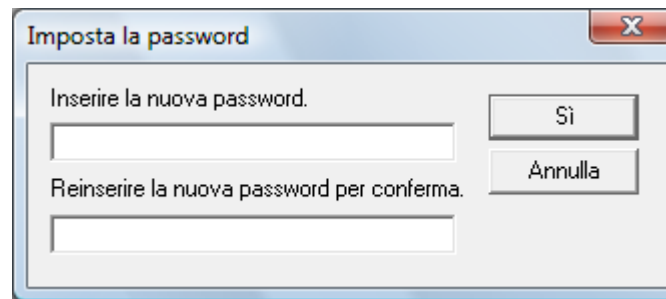 Imposta la password
Inserire la nuova password.
Sì
Annulla
Reinserire la nuova password per conferma.